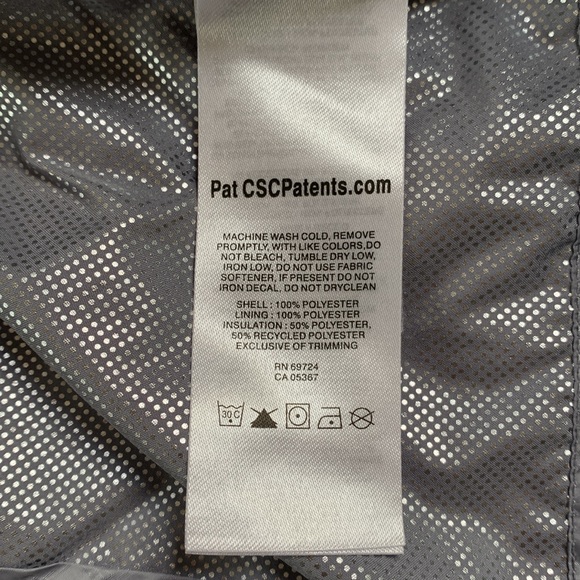 Pat CSCPatents.com
MACHINE WASH COLD, REMOVE
PROMPTLY, WITH LIKE COLORS,DO
NOT BLEACH, TUMBLE DRY LOW,
IRON LOW, DO NOT USE FABRIC
SOFTENER, IF PRESENT DO NOT
IRON DECAL, DO NOT DRYCLEAN
SHELL : 100% POLYESTER
LINING : 100% POLYESTER
INSULATION : 50% POLYESTER,
50% RECYCLED POLYESTER
EXCLUSIVE OF TRIMMING
RN 69724
CA 05367
30 C